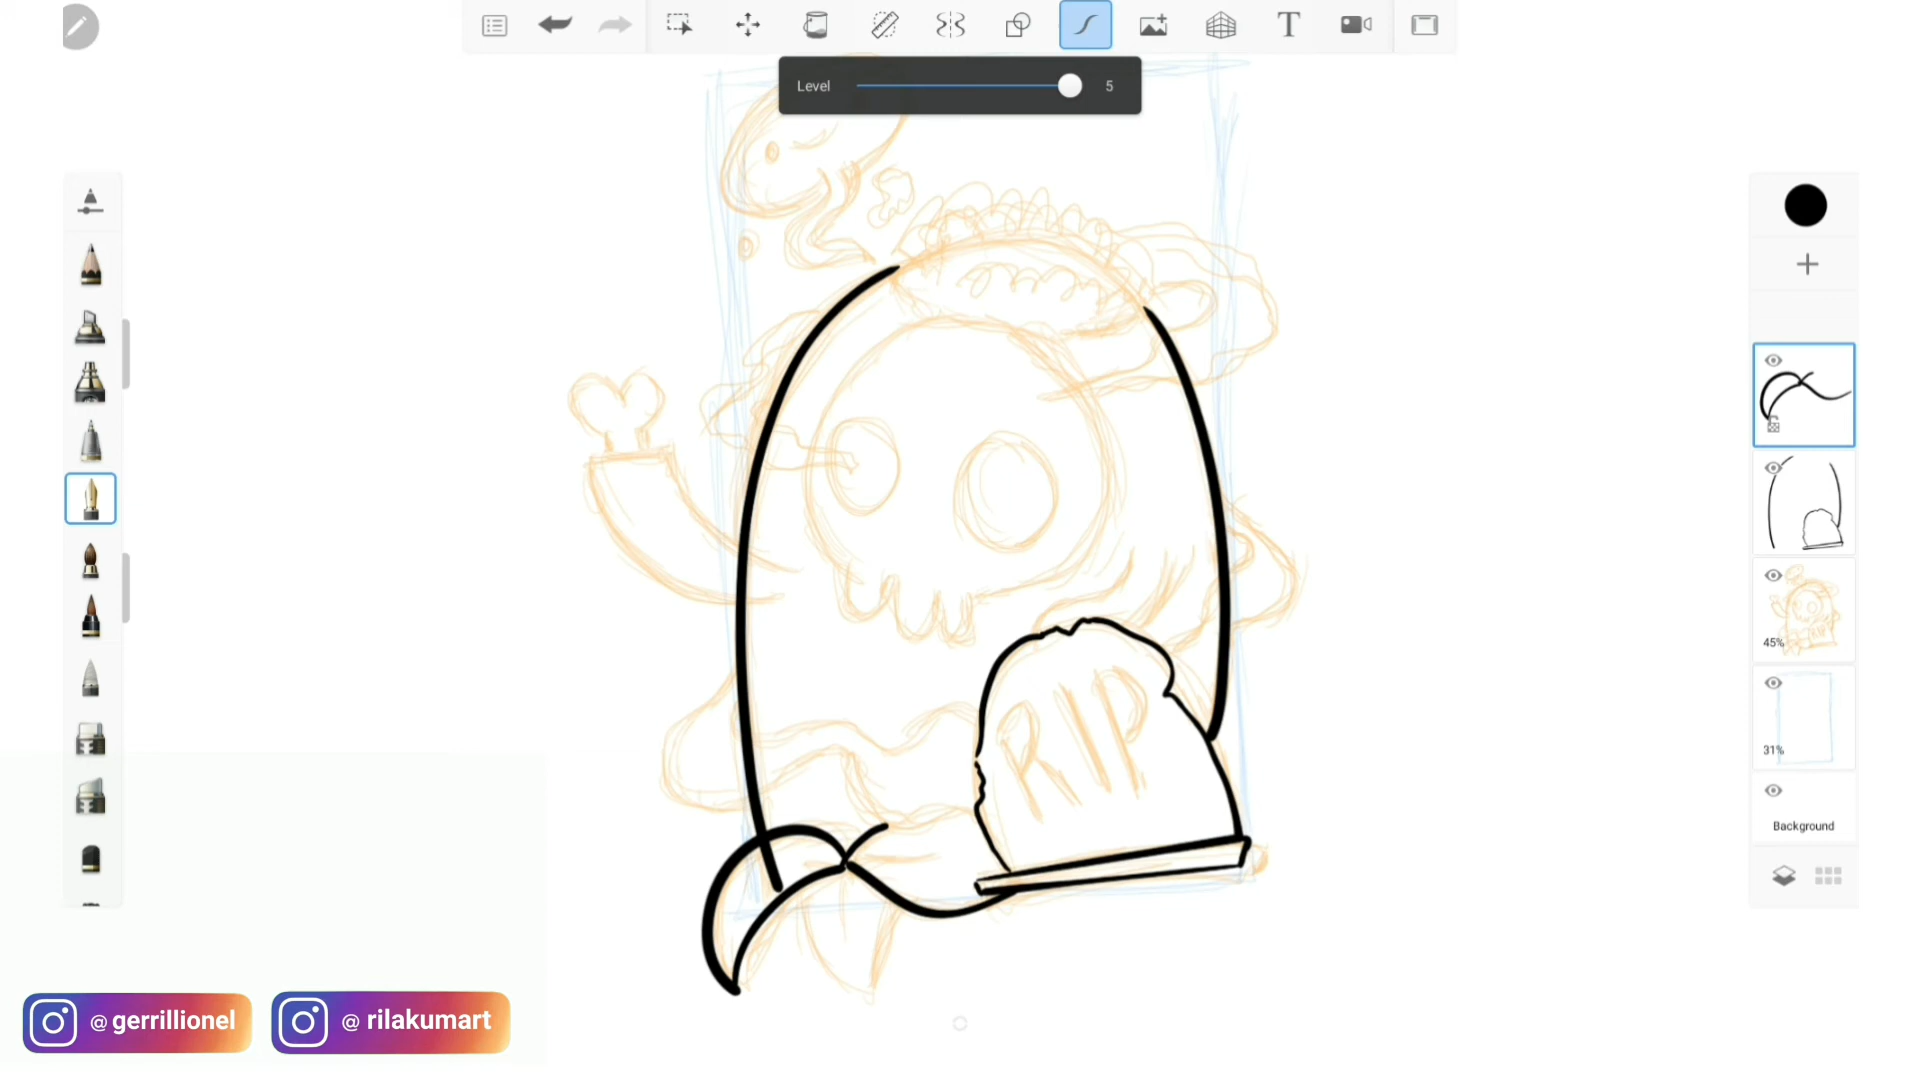 T
Level 5
RIP
45%
31%
Background
@ gerrillionel
@ rilakumart